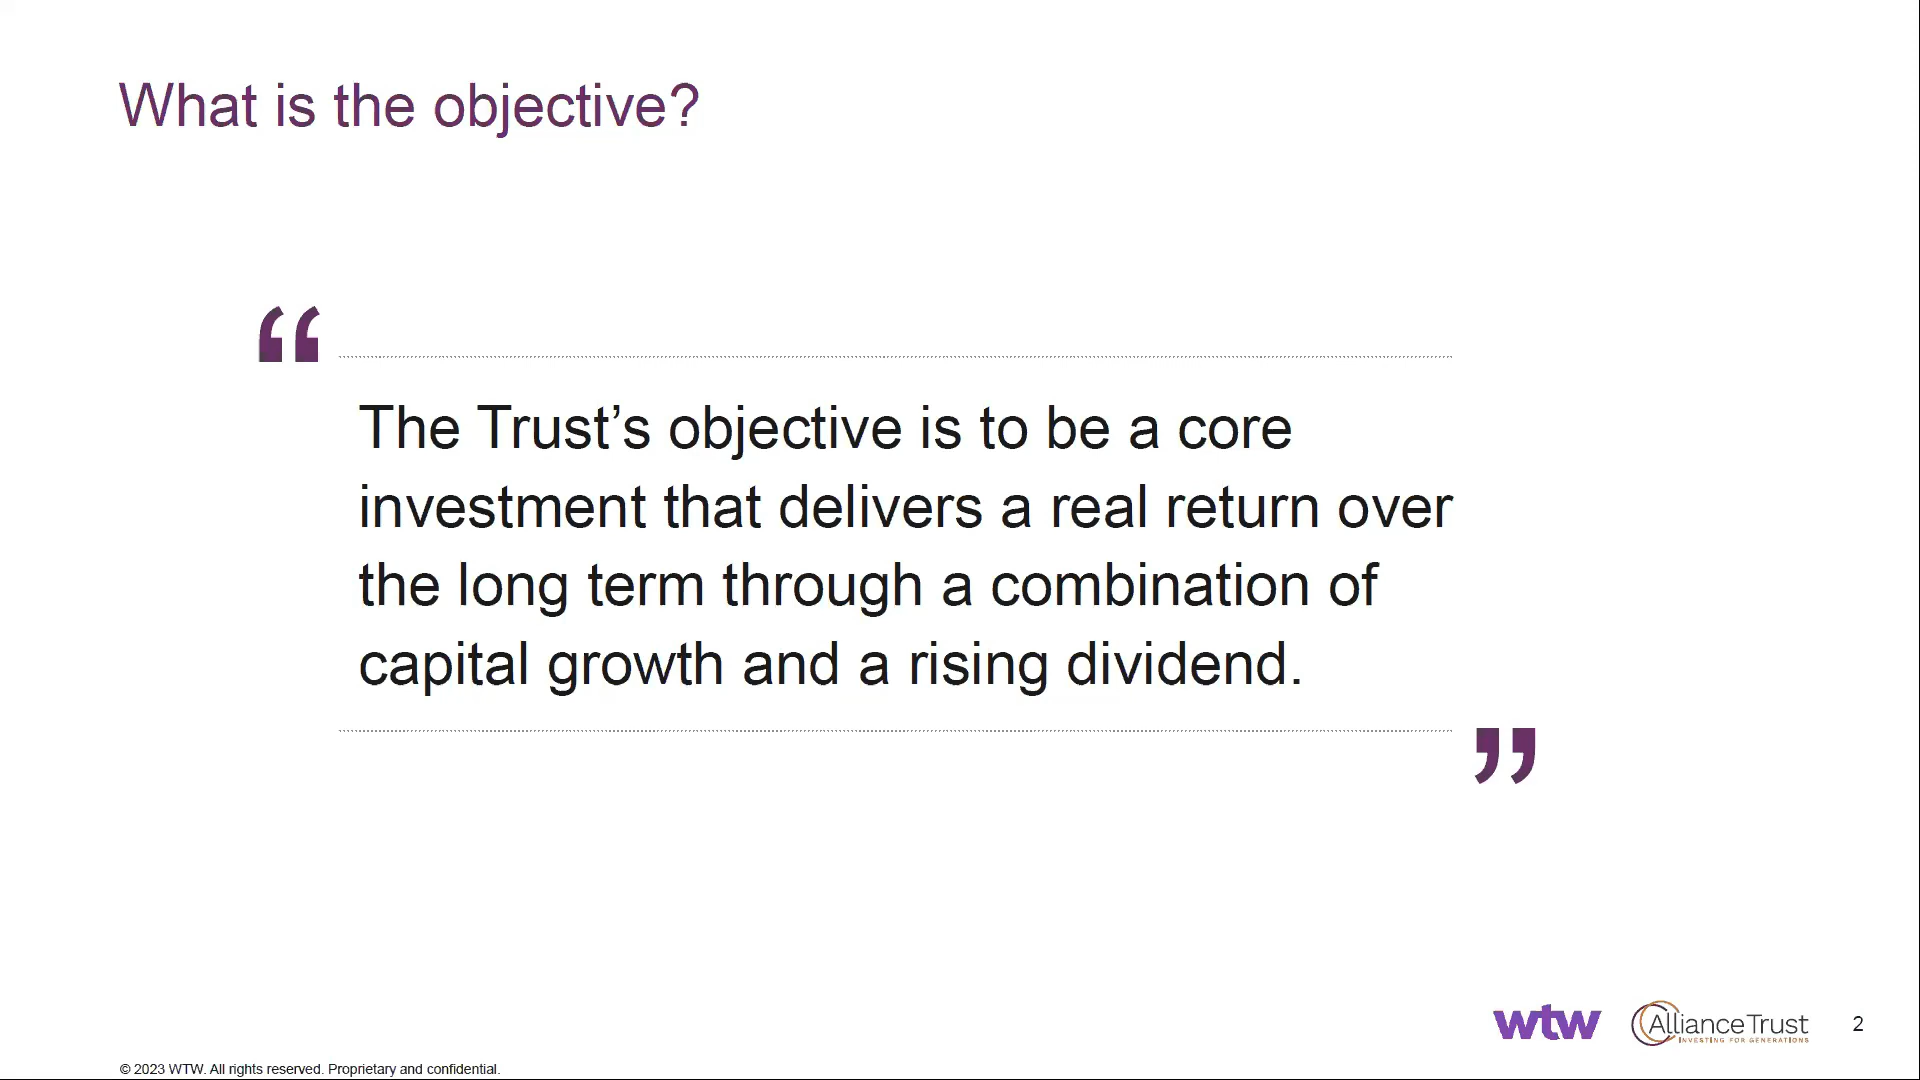 What is the objective?
“
The Trust’s objective is to be a core
investment that delivers a real return over
the long term through a combination of
capital growth and a rising dividend.
”
wtw
Alliance Trust
INVESTING FOR GENERATIONS
2
© 2023 WTW. All rights reserved. Proprietary and confidential.